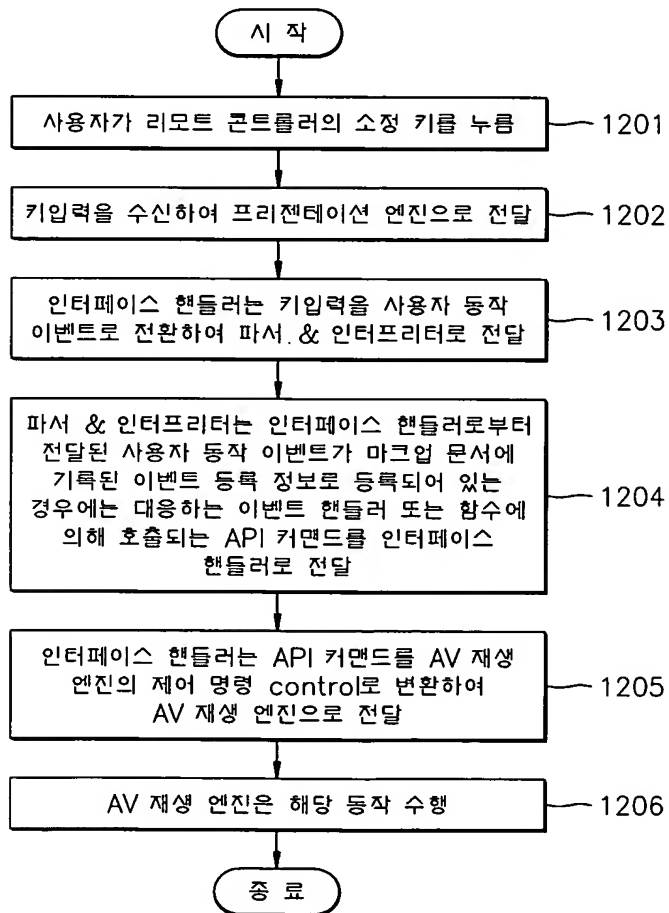 시 작
사용자가 리모트 콘트롤러의 소정 키를 누름
1201
키입력을 수신하여 프리젠테이션 엔진으로 전달
1202
인터페이스 핸들러는 키입력을 사용자 동작
이벤트로 전환하여 파서.& 인터프리터로 전달
1203
파서 & 인터프리터는 인터페이스 핸들러로부터
전달된 사용자 동작 이벤트가 마크업 문서에
기록된 이벤트 등록 정보로 등록되어 있는
경우에는 대응하는 이벤트 핸들러 또는 함수에
의해 호출되는 API 커맨드를 인터페이스
핸들러로 전달
1204
인터페이스 핸들러는 API 커맨드를 AV 재생
엔진의 제어 명령 control로 변환하여
AV 재생 엔진으로 전달
1205
AV 재생 엔진은 해당 동작 수행
1206
종 료